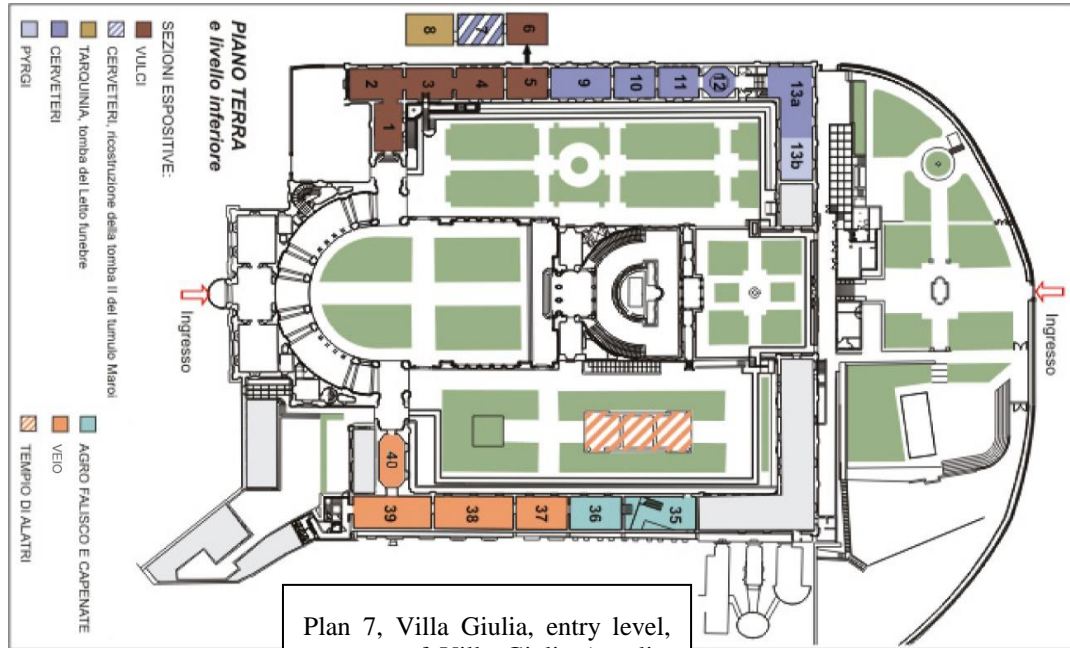 PIANO TERRA
e livello inferiore
SEZIONI ESPOSITIVE:
VULCI
CERVETERI, ricostruzione della tomba II del tumulo Maroi
TARQUINIA, tomba del Letto funebre
CERVETERI
PYRGI
AGRO FALISCO E CAPENATE
VEIO
TEMPIO DI ALATRI
8
7
6
2
3
4
5
9
10
11
12
13a
13b
1
Ingresso
Ingresso
40
39
38
37
36
35
Plan 7, Villa Giulia, entry level,
of Villa Giulia